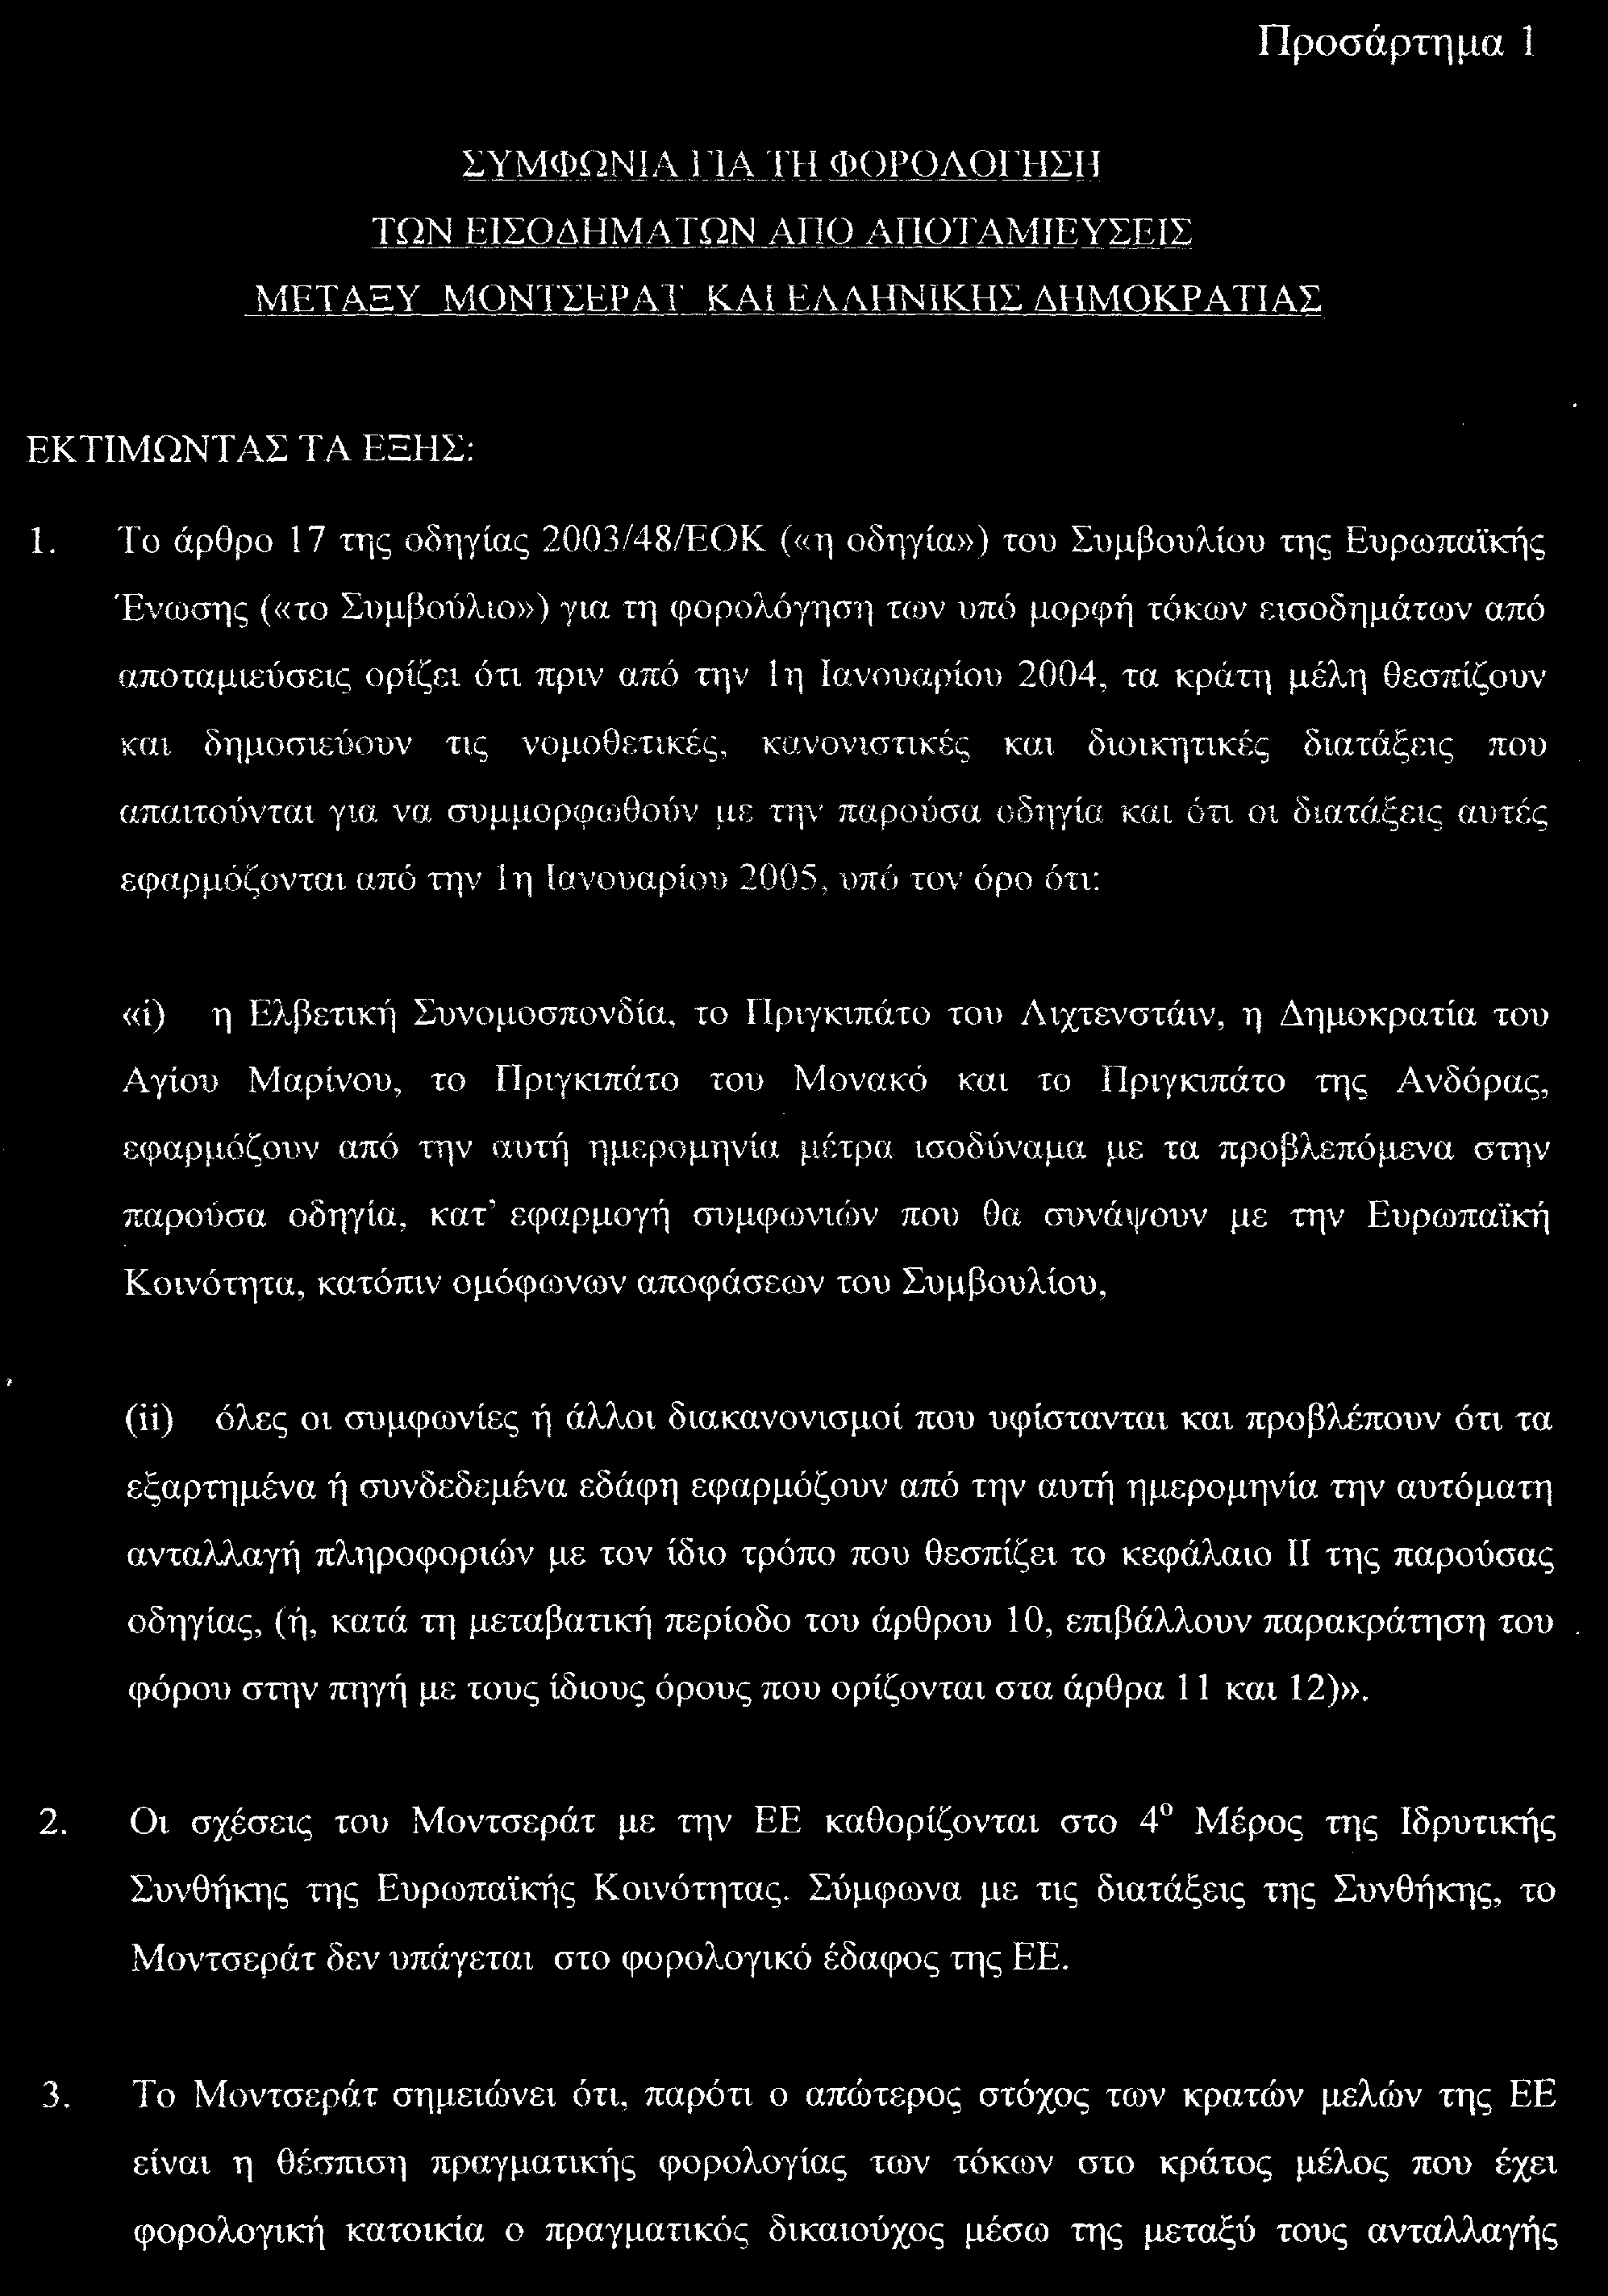 Προσάρτημα 1
ΣΥΜΦΩΝΙΑ ΓΙΑ ΤΗ ΦΟΡΟΛΟΓΗΣΗ
ΤΩΝ ΕΙΣΟΔΗΜΑΤΩΝ ΑΠΟ ΑΠΟΤΑΜΙΕΥΣΕΙΣ
ΜΕΤΑΞΥ ΜΟΝΤΣΕΡΑΤ ΚΑΙ ΕΛΛΗΝΙΚΗΣ ΔΗΜΟΚΡΑΤΙΑΣ
ΕΚΤΙΜΩΝΤΑΣ ΤΑ ΕΞΗΣ:
1. Το άρθρο 17 της οδηγίας 2003/48/ΕΟΚ («η οδηγία») του Συμβουλίου της Ευρωπαϊκής
Ένωσης («το Συμβούλιο») για τη φορολόγηση των υπό μορφή τόκων εισοδημάτων από
αποταμιεύσεις ορίζει ότι πριν από την 1η Ιανουαρίου 2004, τα κράτη μέλη θεσπίζουν
και δημοσιεύουν τις νομοθετικές, κανονιστικές και διοικητικές διατάξεις που
απαιτούνται για να συμμορφωθούν με την παρούσα οδηγία και ότι οι διατάξεις αυτές
εφαρμόζονται από την 1η Ιανουαρίου 2005, υπό τον όρο ότι:
«i) η Ελβετική Συνομοσπονδία, το Πριγκιπάτο του Λιχτενστάιν, η Δημοκρατία του
Αγίου Μαρίνου, το Πριγκιπάτο του Μονακό και το Πριγκιπάτο της Ανδόρας,
εφαρμόζουν από την αυτή ημερομηνία μέτρα ισοδύναμα με τα προβλεπόμενα στην
παρούσα οδηγία, κατ’ εφαρμογή συμφωνιών που θα συνάψουν με την Ευρωπαϊκή
Κοινότητα, κατόπιν ομόφωνων αποφάσεων του Συμβουλίου,
(ii) όλες οι συμφωνίες ή άλλοι διακανονισμοί που υφίστανται και προβλέπουν ότι τα
εξαρτημένα ή συνδεδεμένα εδάφη εφαρμόζουν από την αυτή ημερομηνία την αυτόματη
ανταλλαγή πληροφοριών με τον ίδιο τρόπο που θεσπίζει το κεφάλαιο II της παρούσας
οδηγίας, (ή, κατά τη μεταβατική περίοδο του άρθρου 10, επιβάλλουν παρακράτηση του
φόρου στην πηγή με τους ίδιους όρους που ορίζονται στα άρθρα 11 και 12)».
2. Οι σχέσεις του Μοντσεράτ με την ΕΕ καθορίζονται στο 4º Μέρος της Ιδρυτικής
Συνθήκης της Ευρωπαϊκής Κοινότητας. Σύμφωνα με τις διατάξεις της Συνθήκης, το
Μοντσεράτ δεν υπάγεται στο φορολογικό έδαφος της ΕΕ.
3. Το Μοντσεράτ σημειώνει ότι, παρότι ο απώτερος στόχος των κρατών μελών της ΕΕ
είναι η θέσπιση πραγματικής φορολογίας των τόκων στο κράτος μέλος που έχει
φορολογική κατοικία ο πραγματικός δικαιούχος μέσω της μεταξύ τους ανταλλαγής